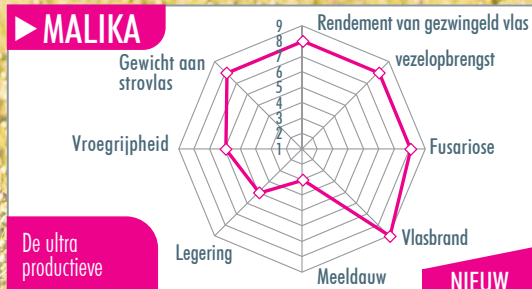 MALIKA
9
8
7
6
5
4
3
2
1
Rendement van gezwingeld vlas
vezelopbrengst
Fusariose
Vlasbrand
Meeldauw
Legering
Vroegrijpheid
Gewicht aan
strovlas
De ultra
productieve
NIEUW